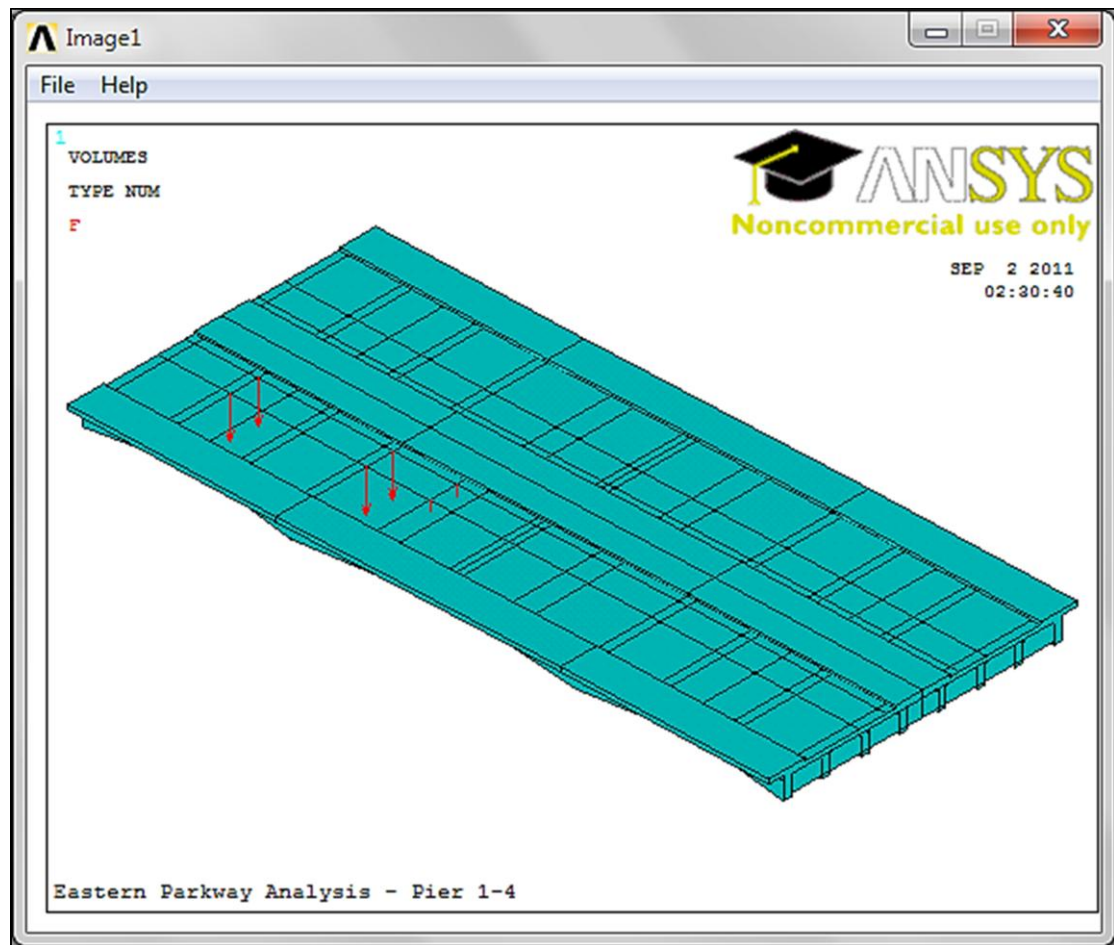 Image1
File Help
1
VOLUMES
TYPE NUM
F
ANSYS
Noncommercial use only
SEP 2 2011
02:30:40
Eastern Parkway Analysis - Pier 1-4